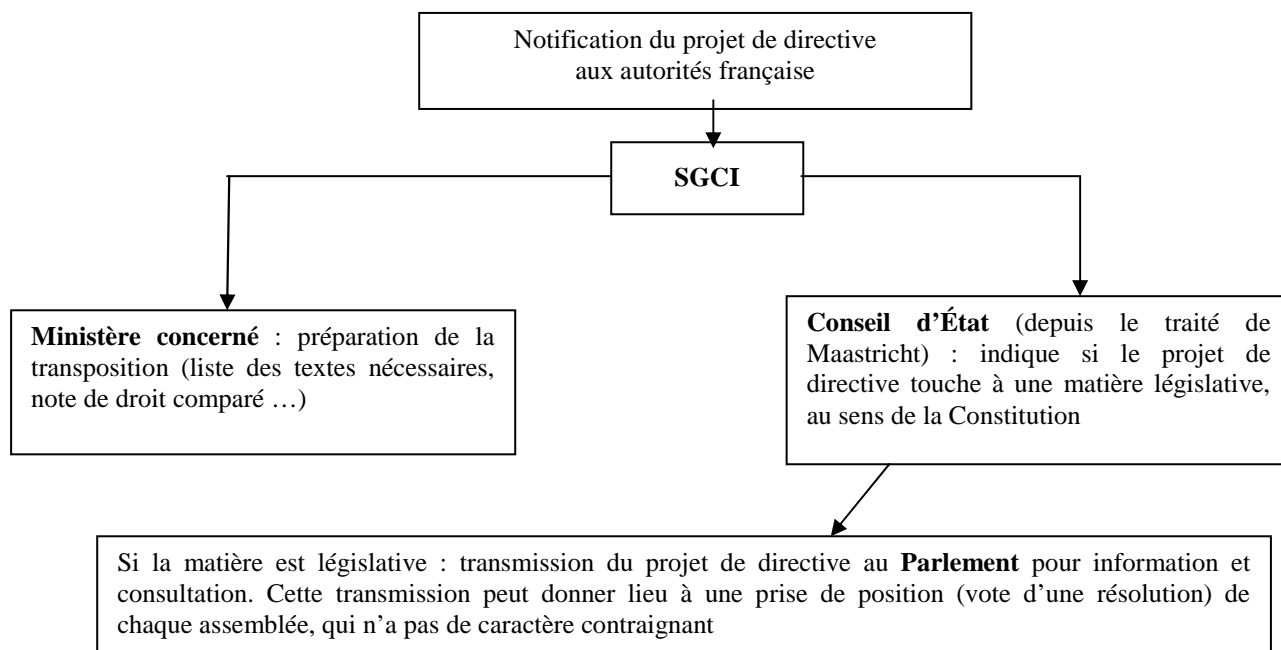 Notification du projet de directive
aux autorités française
SGCI
Ministère concerné : préparation de la
transposition (liste des textes nécessaires,
note de droit comparé …)
Conseil d’État (depuis le traité de
Maastricht) : indique si le projet de
directive touche à une matière législative,
au sens de la Constitution
Si la matière est législative : transmission du projet de directive au Parlement pour information et
consultation. Cette transmission peut donner lieu à une prise de position (vote d’une résolution) de
chaque assemblée, qui n’a pas de caractère contraignant